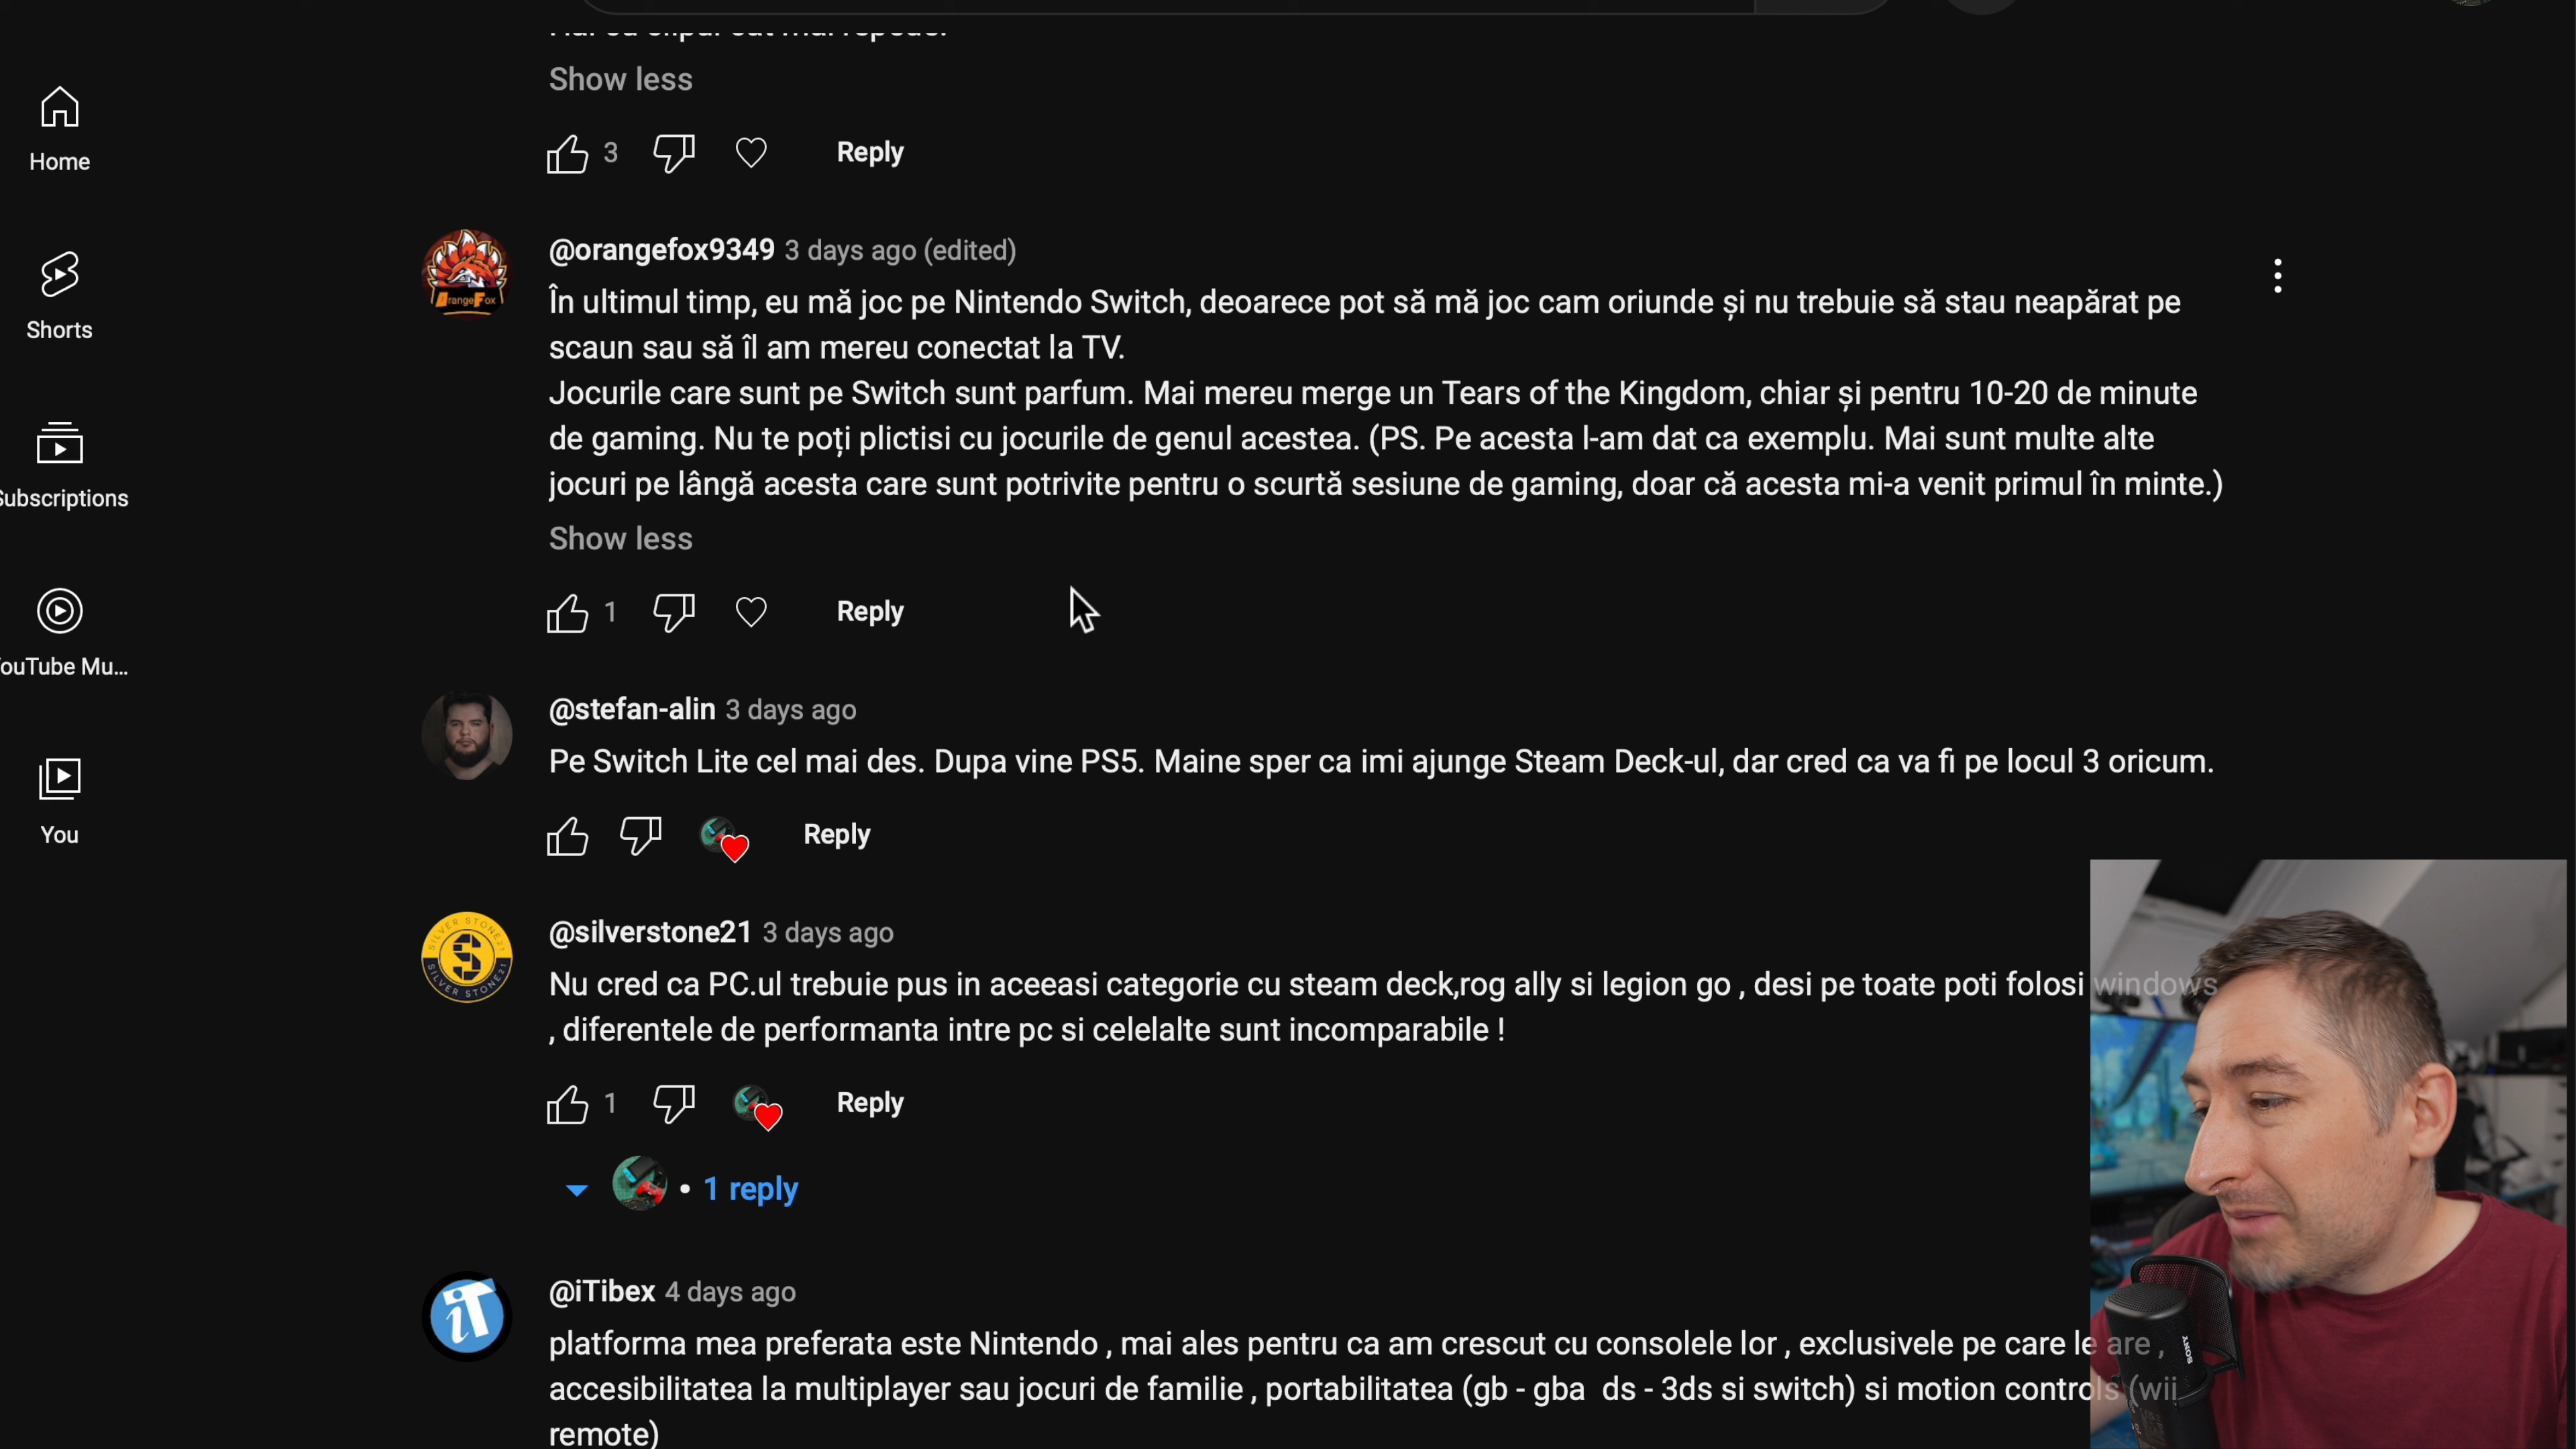 Show less
3
Reply
Home
Shorts
Subscriptions
ouTube Mu...
You
@orangefox9349 3 days ago (edited)
În ultimul timp, eu mă joc pe Nintendo Switch, deoarece pot să mă joc cam oriunde și nu trebuie să stau neapărat pe
scaun sau să îl am mereu conectat la TV.
Jocurile care sunt pe Switch sunt parfum. Mai mereu merge un Tears of the Kingdom, chiar și pentru 10-20 de minute
de gaming. Nu te poți plictisi cu jocurile de genul acestea. (PS. Pe acesta l-am dat ca exemplu. Mai sunt multe alte
jocuri pe lângă acesta care sunt potrivite pentru o scurtă sesiune de gaming, doar că acesta mi-a venit primul în minte.)
Show less
1
Reply
@stefan-alin 3 days ago
Pe Switch Lite cel mai des. Dupa vine PS5. Maine sper ca imi ajunge Steam Deck-ul, dar cred ca va fi pe locul 3 oricum.
Reply
SILVER STONE21
SILVER STONE21
@silverstone21 3 days ago
Nu cred ca PC.ul trebuie pus in aceeasi categorie cu steam deck,rog ally si legion go , desi pe toate poti folosi windows
, diferentele de performanta intre pc si celelalte sunt incomparabile !
1
Reply
• 1 reply
iT
@iTibex 4 days ago
platforma mea preferata este Nintendo , mai ales pentru ca am crescut cu consolele lor , exclusivele pe care le are ,
accesibilitatea la multiplayer sau jocuri de familie , portabilitatea (gb - gba ds - 3ds si switch) si motion controls (wii
remote)
SONY